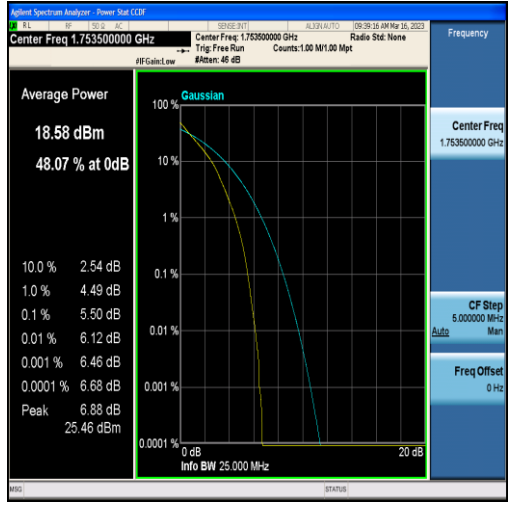 Agilent Spectrum Analyzer - Power Stat CCDF
RL RF 50 Ω AC SENSE:INT ALIGN AUTO 09:39:16 AM Mar 16, 2023
Center Freq 1.753500000 GHz
Center Freq: 1.753500000 GHz Radio Std: None
Trig: Free Run Counts:1.00 M/1.00 Mpt
#IFGain:Low #Atten: 46 dB
Frequency
Average Power
18.58 dBm
48.07 % at 0dB
10.0 % 2.54 dB
1.0 % 4.49 dB
0.1 % 5.50 dB
0.01 % 6.12 dB
0.001 % 6.46 dB
0.0001 % 6.68 dB
Peak 6.88 dB
25.46 dBm
Gaussian
100 %
10 %
1 %
0.1 %
0.01 %
0.001 %
0.0001 %
0 dB 20 dB
Info BW 25.000 MHz
Center Freq
1.753500000 GHz
CF Step
5.000000 MHz
Auto Man
Freq Offset
0 Hz
MSG STATUS